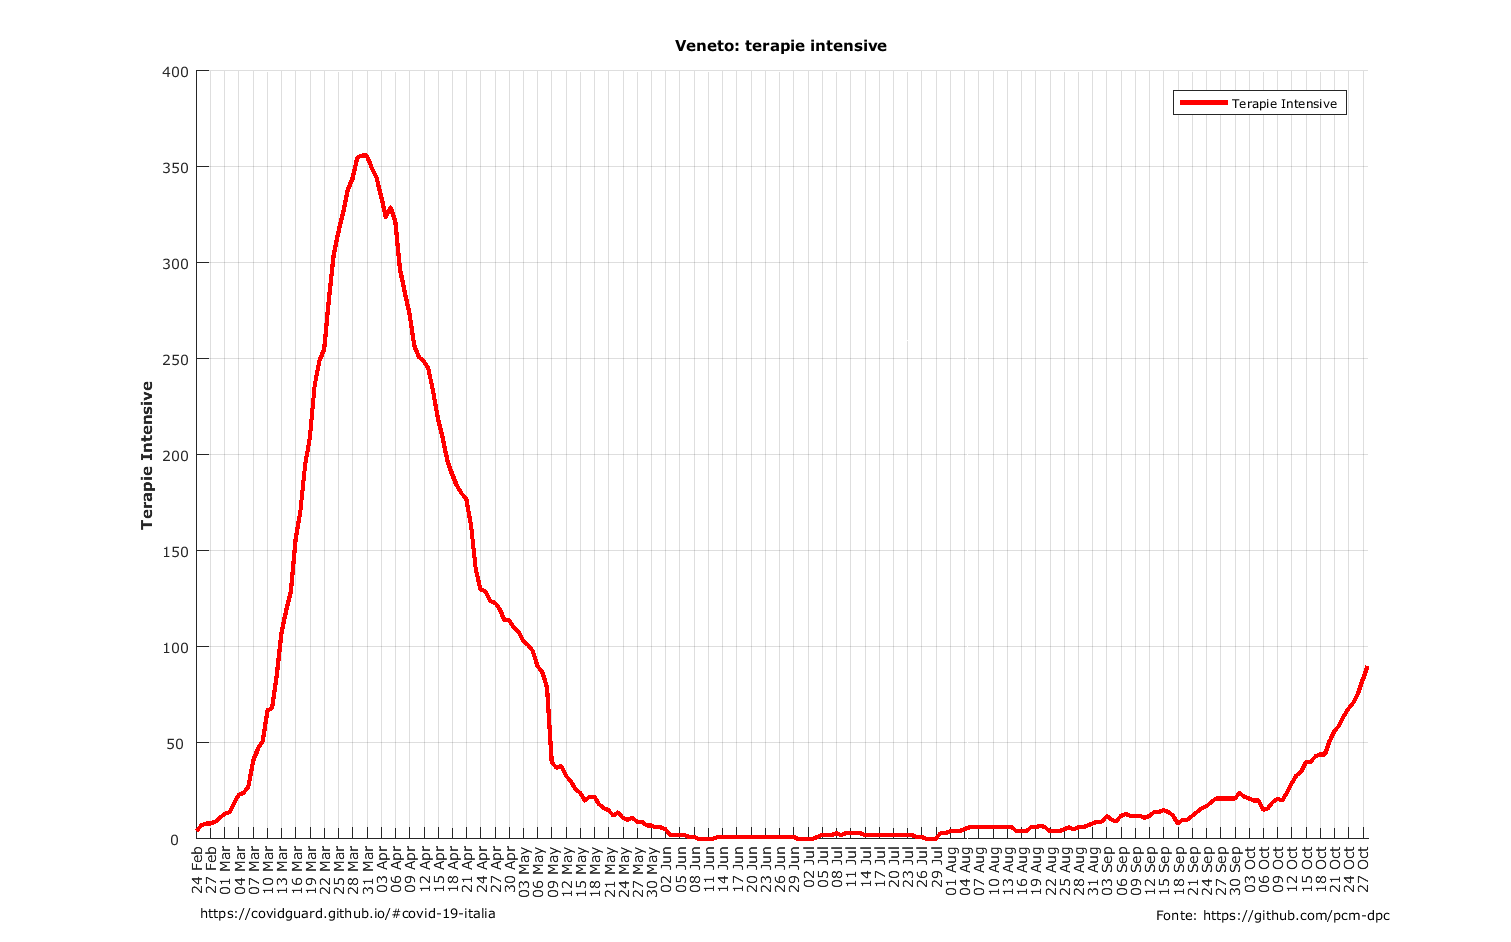 Veneto: terapie intensive
Terapie Intensive
Terapie Intensive
400
350
300
250
200
150
100
50
0
24 Feb
27 Feb
01 Mar
04 Mar
07 Mar
10 Mar
13 Mar
16 Mar
19 Mar
22 Mar
25 Mar
28 Mar
31 Mar
03 Apr
06 Apr
09 Apr
12 Apr
15 Apr
18 Apr
21 Apr
24 Apr
27 Apr
30 Apr
03 May
06 May
09 May
12 May
15 May
18 May
21 May
24 May
27 May
30 May
02 Jun
05 Jun
08 Jun
11 Jun
14 Jun
17 Jun
20 Jun
23 Jun
26 Jun
29 Jun
02 Jul
05 Jul
08 Jul
11 Jul
14 Jul
17 Jul
20 Jul
23 Jul
26 Jul
29 Jul
01 Aug
04 Aug
07 Aug
10 Aug
13 Aug
16 Aug
19 Aug
22 Aug
25 Aug
28 Aug
31 Aug
03 Sep
06 Sep
09 Sep
12 Sep
15 Sep
18 Sep
21 Sep
24 Sep
27 Sep
30 Sep
03 Oct
06 Oct
09 Oct
12 Oct
15 Oct
18 Oct
21 Oct
24 Oct
27 Oct
https://covidguard.github.io/#covid-19-italia
Fonte: https://github.com/pcm-dpc